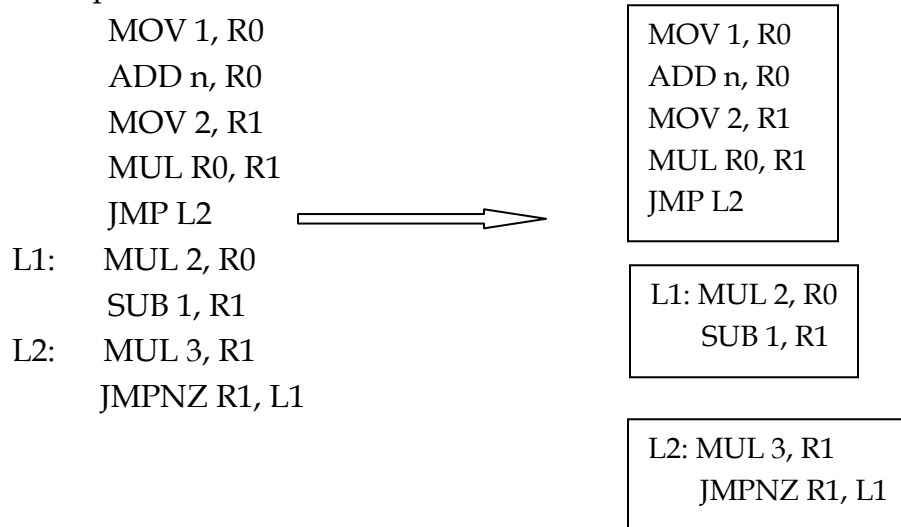 MOV 1, R0
ADD n, R0
MOV 2, R1
MUL R0, R1
JMP L2
L1: MUL 2, R0
SUB 1, R1
L2: MUL 3, R1
JMPNZ R1, L1
MOV 1, R0
ADD n, R0
MOV 2, R1
MUL R0, R1
JMP L2
L1: MUL 2, R0
SUB 1, R1
L2: MUL 3, R1
JMPNZ R1, L1